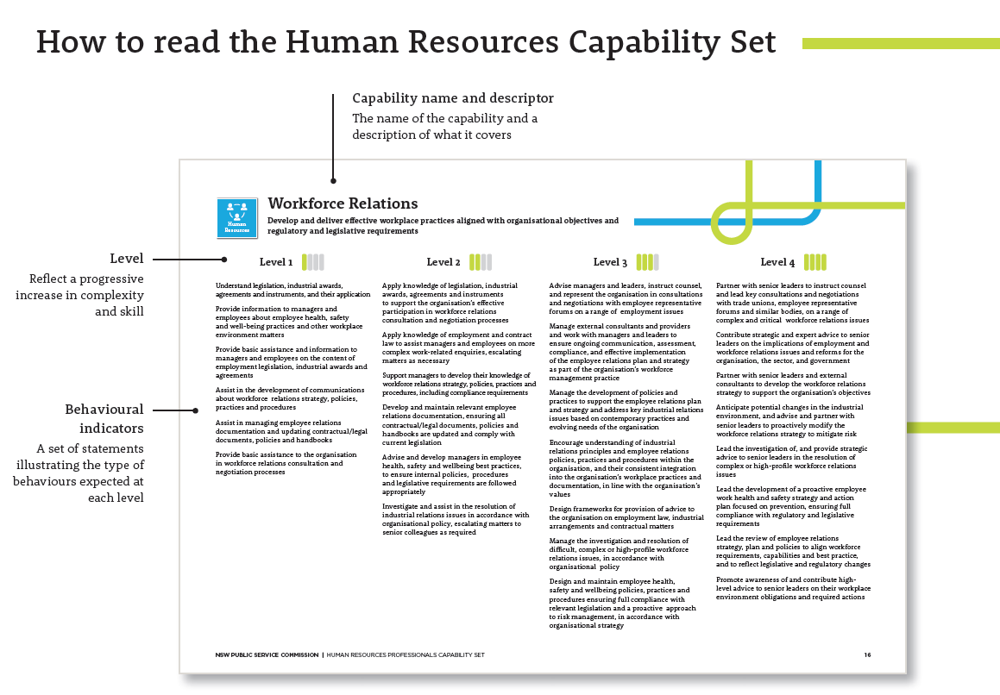 How to read the Human Resources Capability Set
Capability name and descriptor
The name of the capability and a
description of what it covers
Level
Reflect a progressive
increase in complexity
and skill
Behavioural
indicators
A set of statements
illustrating the type of
behaviours expected at
each level
Human
Resources
Workforce Relations
Develop and deliver effective workplace practices aligned with organisational objectives and
regulatory and legislative requirements
Level 1
Understand legislation, industrial awards,
agreements and instruments, and their application
Provide information to managers and
employees about employee health, safety
and well-being practices and other workplace
environment matters
Provide basic assistance and information to
managers and employees on the content of
employment legislation, industrial awards and
agreements
Assist in the development of communications
about workforce relations strategy, policies,
practices and procedures
Assist in managing employee relations
documentation and updating contractual/legal
documents, policies and handbooks
Provide basic assistance to the organisation
in workforce relations consultation and
negotiation processes
Level 2
Apply knowledge of legislation, industrial
awards, agreements and instruments
to support the organisation's effective
participation in workforce relations
consultation and negotiation processes
Apply knowledge of employment and contract
law to assist managers and employees on more
complex work-related enquiries, escalating
matters as necessary
Support managers to develop their knowledge of
workforce relations strategy, policies, practices and
procedures, including compliance requirements
Develop and maintain relevant employee
relations documentation, ensuring all
contractual/legal documents, policies and
handbooks are updated and comply with
current legislation
Advise and develop managers in employee
health, safety and wellbeing best practices,
to ensure internal policies, procedures
and legislative requirements are followed
appropriately
Investigate and assist in the resolution of
industrial relations issues in accordance with
organisational policy, escalating matters to
senior colleagues as required
Level 3
Advise managers and leaders, instruct counsel,
and represent the organisation in consultations
and negotiations with employee representative
forums on a range of employment issues
Manage external consultants and providers
and work with managers and leaders to
ensure ongoing communication, assessment,
compliance, and effective implementation
of the employee relations plan and strategy
as part of the organisation's workforce
management practice
Manage the development of policies and
practices to support the employee relations plan
and strategy and address key industrial relations
issues based on contemporary practices and
evolving needs of the organisation
Encourage understanding of industrial
relations principles and employee relations
policies, practices and procedures within the
organisation, and their consistent integration
into the organisation's workplace practices and
documentation, in line with the organisation's
values
Design frameworks for provision of advice to
the organisation on employment law, industrial
arrangements and contractual matters
Manage the investigation and resolution of
difficult, complex or high-profile workforce
relations issues, in accordance with
organisational policy
Design and maintain employee health,
safety and wellbeing policies, practices and
procedures ensuring full compliance with
relevant legislation and a proactive approach
to risk management, in accordance with
organisational strategy
Level 4
Partner with senior leaders to instruct counsel
and lead key consultations and negotiations
with trade unions, employee representative
forums and similar bodies, on a range of
complex and critical workforce relations issues
Contribute strategic and expert advice to senior
leaders on the implications of employment and
workforce relations issues and reforms for the
organisation, the sector, and government
Partner with senior leaders and external
consultants to develop the workforce relations
strategy to support the organisation's objectives
Anticipate potential changes in the industrial
environment, and advise and partner with
senior leaders to proactively modify the
workforce relations strategy to mitigate risk
Lead the investigation of, and provide strategic
advice to senior leaders in the resolution of
complex or high-profile workforce relations
issues
Lead the development of a proactive employee
work health and safety strategy and action
plan focused on prevention, ensuring full
compliance with regulatory and legislative
requirements
Lead the review of employee relations
strategy, plan and policies to align workforce
requirements, capabilities and best practice,
and to reflect legislative and regulatory changes
Promote awareness of and contribute high-
level advice to senior leaders on their workplace
environment obligations and required actions
NSW PUBLIC SERVICE COMMISSION | HUMAN RESOURCES PROFESSIONALS CAPABILITY SET
16